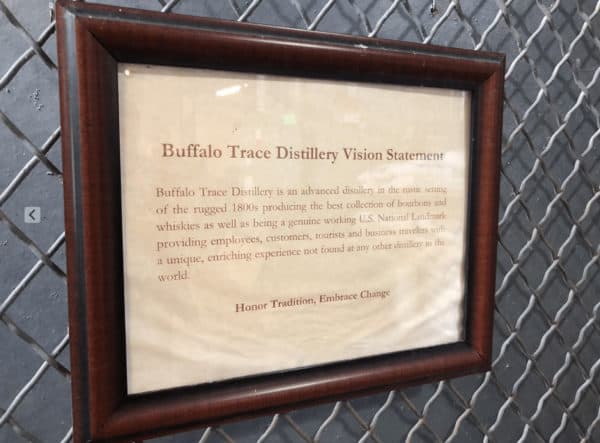 Buffalo Trace Distillery Vision Statement
Buffalo Trace Distillery is an advanced distillery in the rustic setting
of the rugged 1800s producing the best collection of bourbons and
whiskies as well as being a genuine working U.S. National Landmark
providing employees, customers, tourists and business travelers with
a unique, enriching experience not found at any other distillery in the
world.
Honor Tradition, Embrace Change